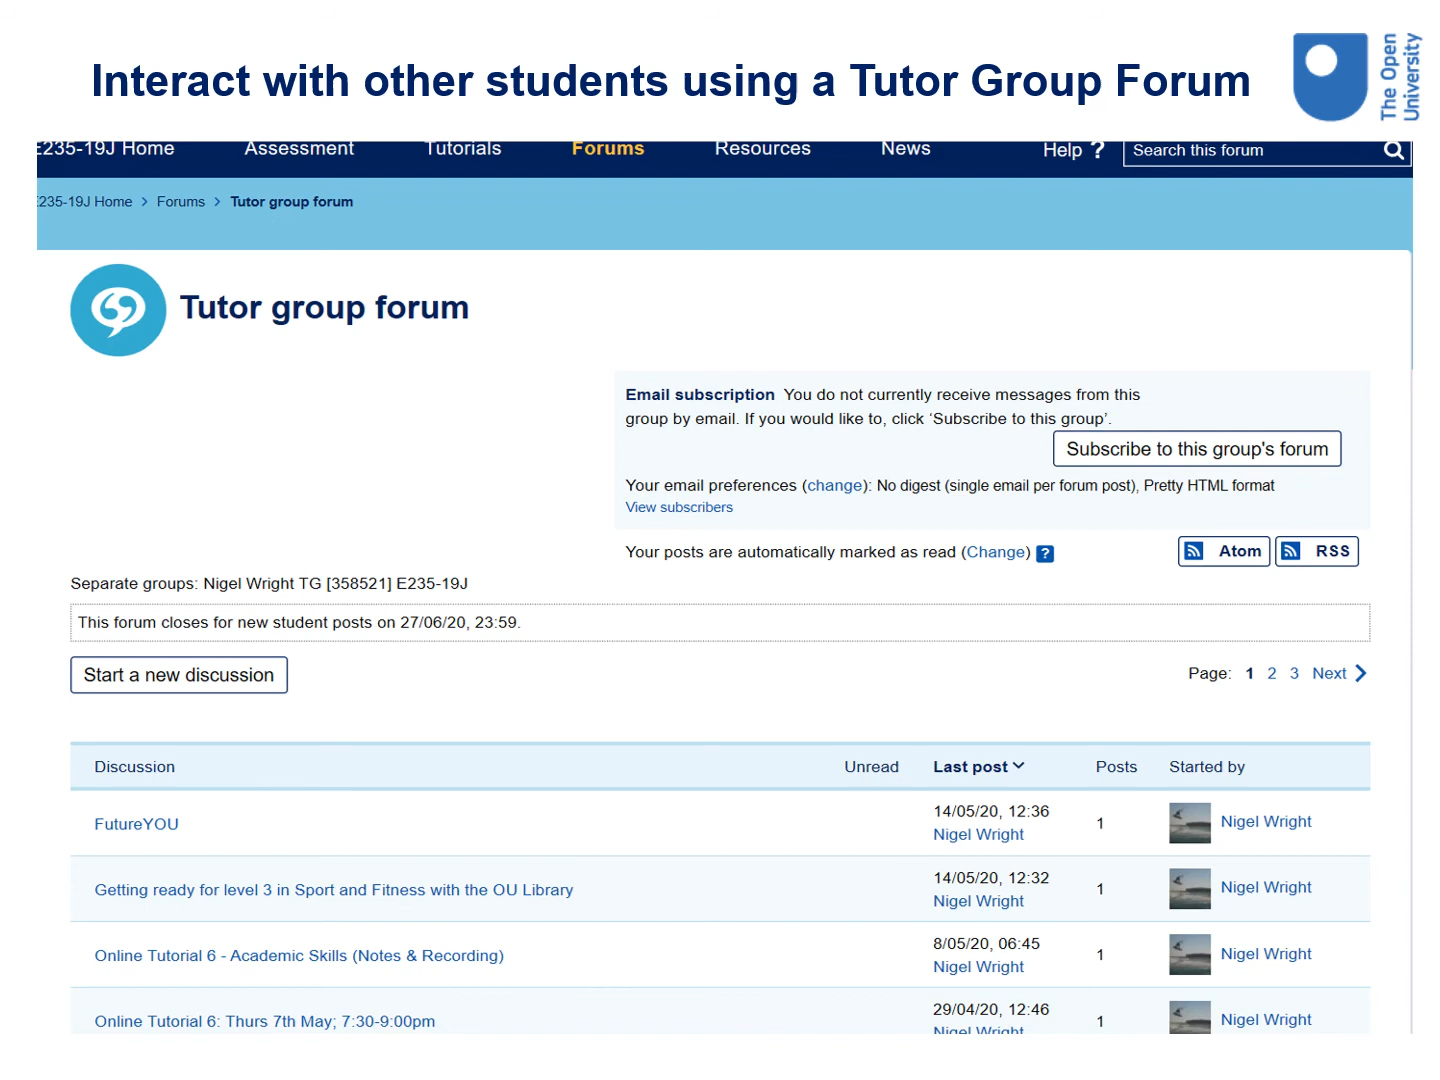 Interact with other students using a Tutor Group Forum
The Open
University
E235-19J Home Assessment Tutorials Forums Resources News Help ? Search this forum
E235-19J Home > Forums > Tutor group forum
Tutor group forum
Email subscription You do not currently receive messages from this
group by email. If you would like to, click ‘Subscribe to this group’.
Subscribe to this group's forum
Your email preferences (change): No digest (single email per forum post), Pretty HTML format
View subscribers
Your posts are automatically marked as read (Change) ?
Atom RSS
Separate groups: Nigel Wright TG [358521] E235-19J
This forum closes for new student posts on 27/06/20, 23:59.
Start a new discussion
Page: 1 2 3 Next
Discussion Unread Last post Posts Started by
FutureYOU 14/05/20, 12:36 Nigel Wright 1 Nigel Wright
Getting ready for level 3 in Sport and Fitness with the OU Library 14/05/20, 12:32 Nigel Wright 1 Nigel Wright
Online Tutorial 6 - Academic Skills (Notes & Recording) 8/05/20, 06:45 Nigel Wright 1 Nigel Wright
Online Tutorial 6: Thurs 7th May; 7:30-9:00pm 29/04/20, 12:46 Nigel Wright 1 Nigel Wright